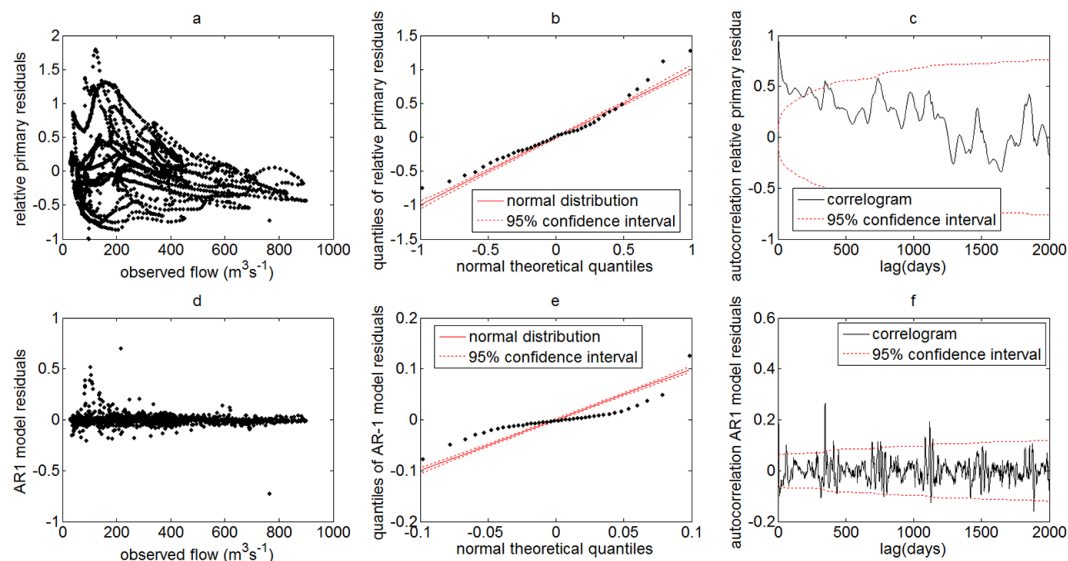 a
b
c
relative primary residuals
2
1.5
1
0.5
0
-0.5
-1
0
200
400
600
800
1000
observed flow (m³s⁻¹)
quantiles of relative primary residuals
1.5
1
0.5
0
-0.5
-1
-1.5
normal distribution
95% confidence interval
-1
-0.5
0
0.5
1
normal theoretical quantiles
autocorrelation relative primary residua
1
0.5
0
-0.5
-1
correlogram
95% confidence interval
0
500
1000
1500
2000
lag(days)
d
e
f
AR1 model residuals
1
0.5
0
-0.5
-1
0
200
400
600
800
1000
observed flow (m³s⁻¹)
quantiles of AR-1 model residuals
0.2
0.1
0
-0.1
-0.2
normal distribution
95% confidence interval
-0.1
-0.05
0
0.05
0.1
normal theoretical quantiles
autocorrelation AR1 model residuals
0.6
0.4
0.2
0
-0.2
correlogram
95% confidence interval
0
500
1000
1500
2000
lag(days)